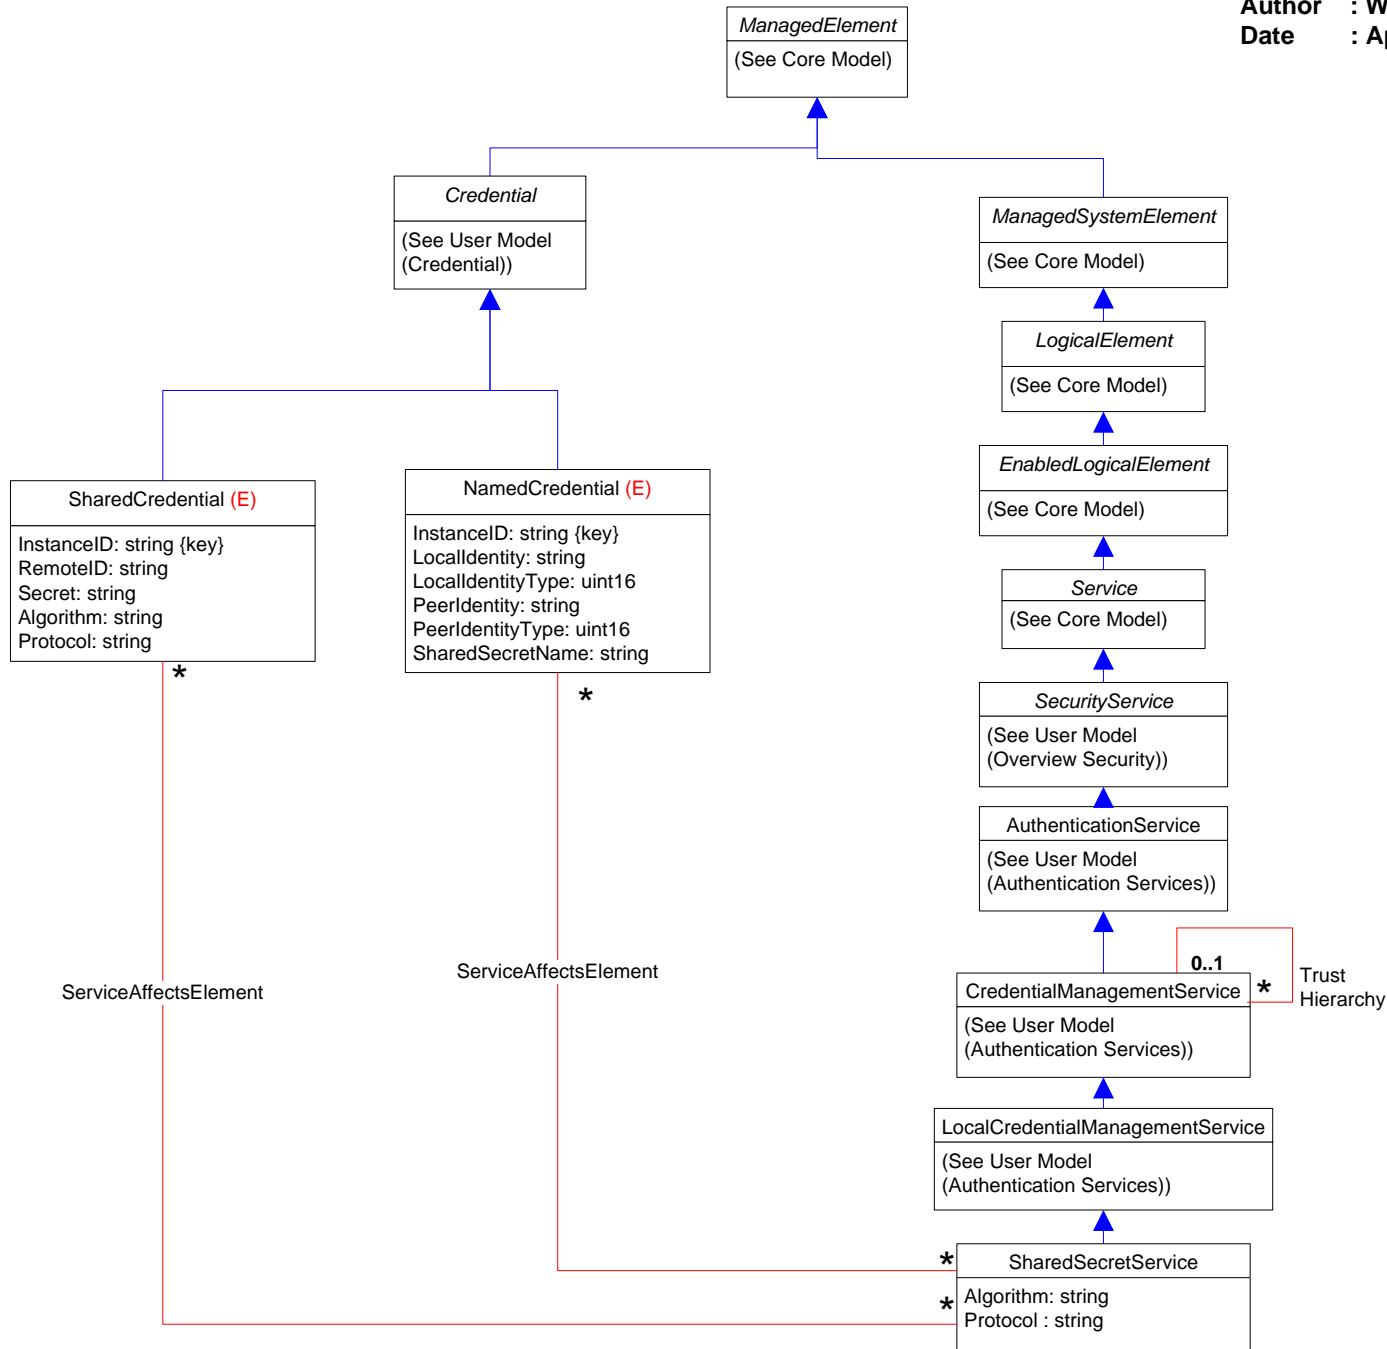 Author : W
Date : Ap
ManagedElement
(See Core Model)
Credential
(See User Model
(Credential))
ManagedSystemElement
(See Core Model)
LogicalElement
(See Core Model)
EnabledLogicalElement
(See Core Model)
SharedCredential (E)
InstanceID: string {key}
RemoteID: string
Secret: string
Algorithm: string
Protocol: string
*
NamedCredential (E)
InstanceID: string {key}
LocalIdentity: string
LocalIdentityType: uint16
PeerIdentity: string
PeerIdentityType: uint16
SharedSecretName: string
*
Service
(See Core Model)
SecurityService
(See User Model
(Overview Security))
AuthenticationService
(See User Model
(Authentication Services))
ServiceAffectsElement
ServiceAffectsElement
0..1
*
Trust
Hierarchy
CredentialManagementService
(See User Model
(Authentication Services))
LocalCredentialManagementService
(See User Model
(Authentication Services))
*
*
SharedSecretService
Algorithm: string
Protocol : string